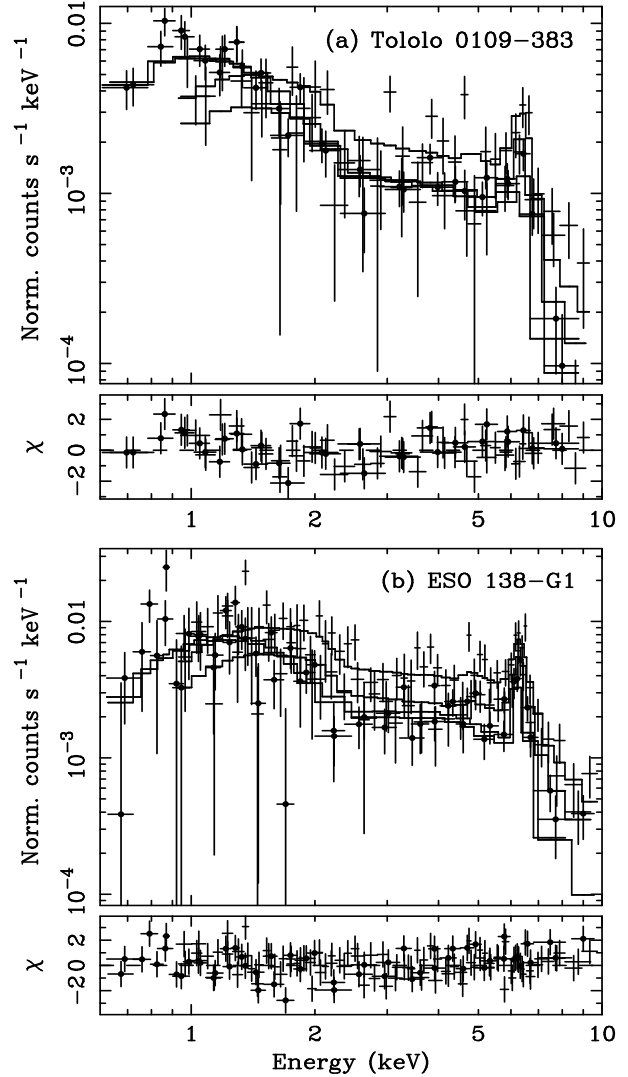 (a) Tololo 0109−383
Norm. counts s⁻¹ keV⁻¹
0.01
10⁻³
10⁻⁴
χ
2
0
−2
1
2
5
10
(b) ESO 138−G1
Norm. counts s⁻¹ keV⁻¹
0.01
10⁻³
10⁻⁴
χ
2
0
−2
1
2
5
10
Energy (keV)